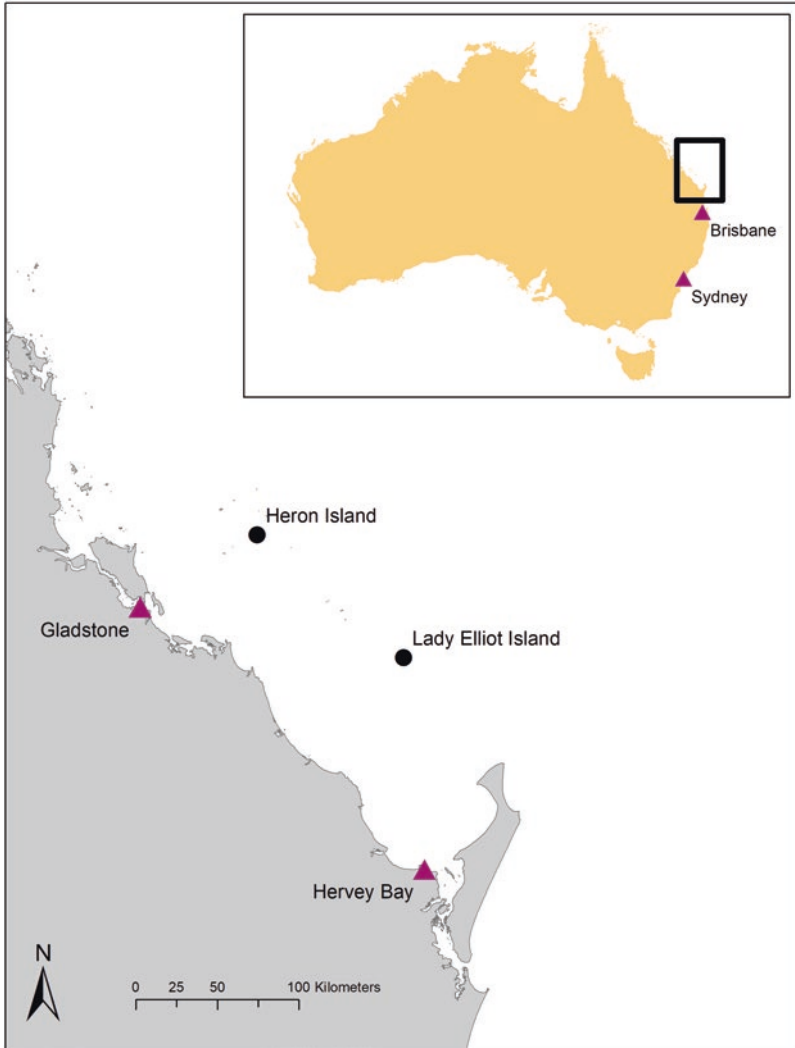 Brisbane
Sydney
Heron Island
Gladstone
Lady Elliot Island
Hervey Bay
N
0 25 50 100 Kilometers